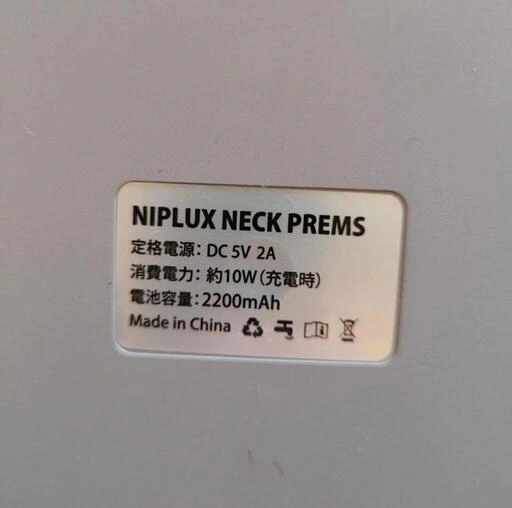 NIPLUX NECK PREMS
定格電源: DC 5V 2A
消費電力: 約10W(充電時)
電池容量: 2200mAh
Made in China